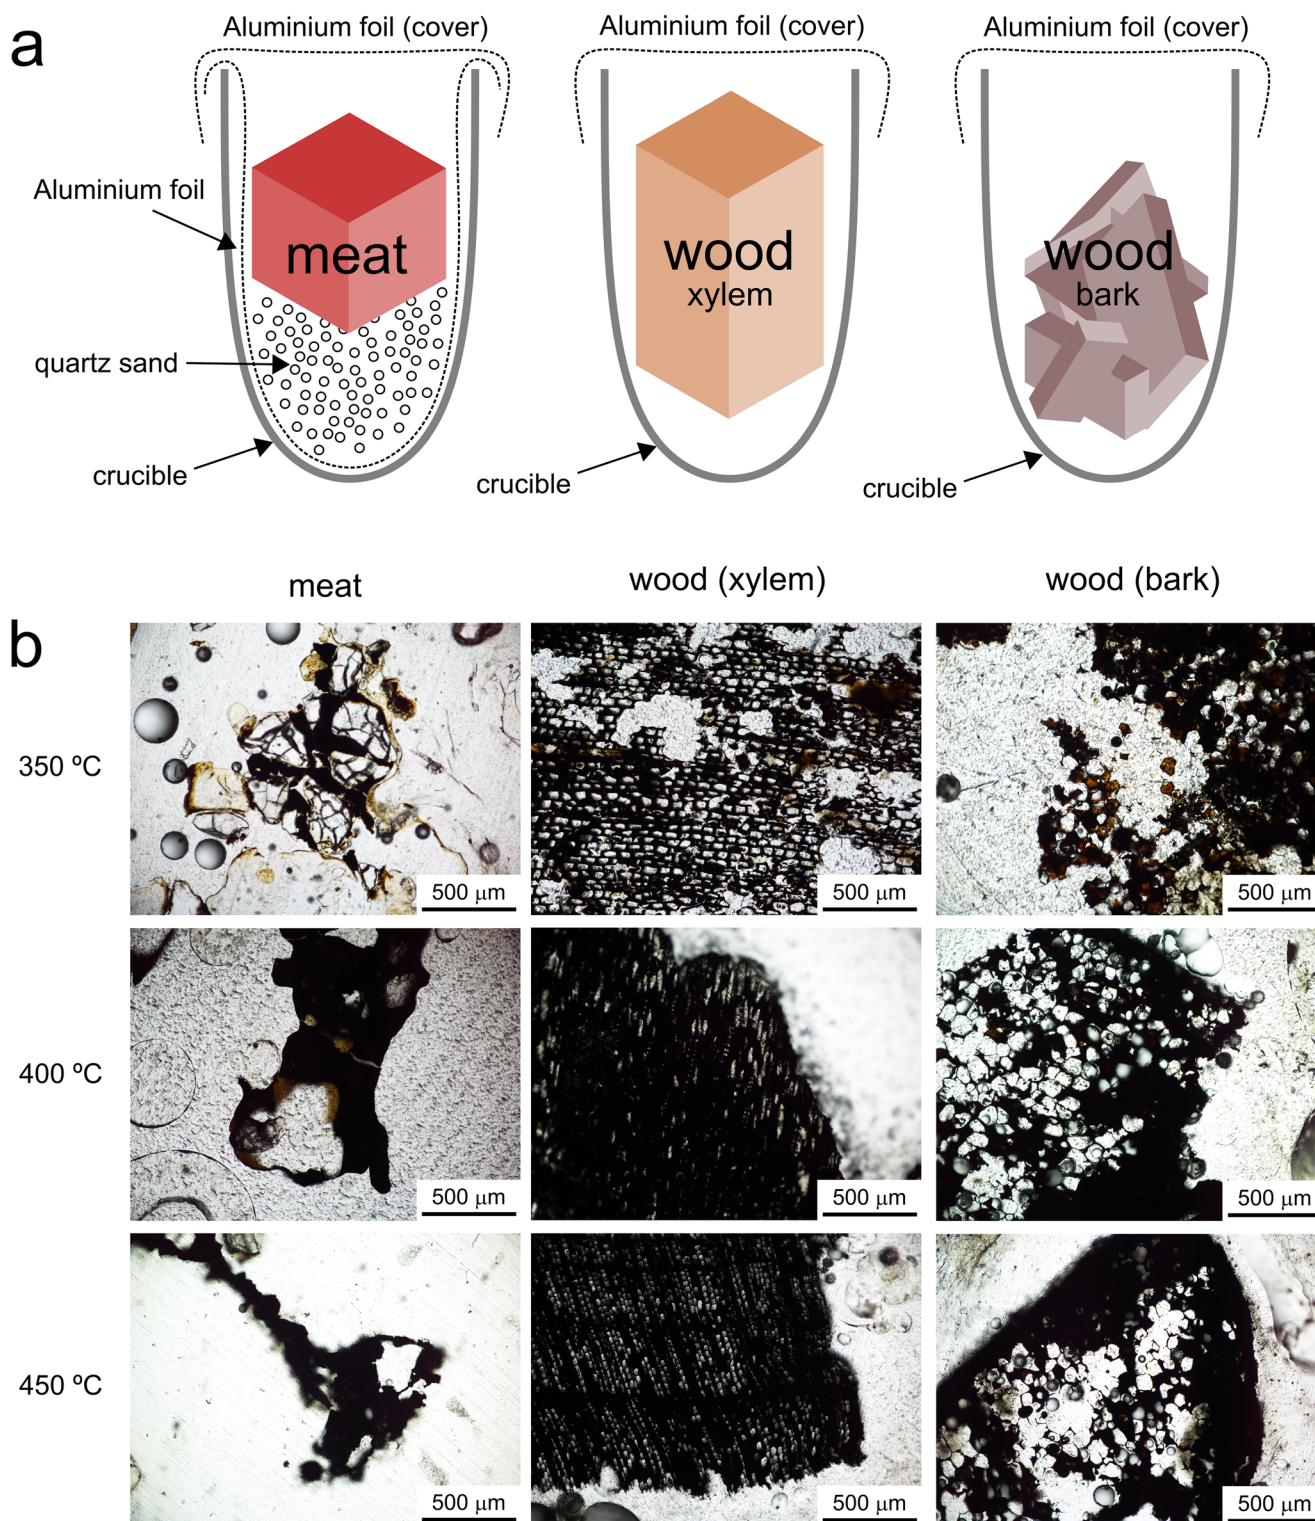 a
Aluminium foil (cover)
Aluminium foil (cover)
Aluminium foil (cover)
Aluminium foil
meat
quartz sand
crucible
wood
xylem
crucible
wood
bark
crucible
b
meat
wood (xylem)
wood (bark)
350 ºC
500 µm
500 µm
500 µm
400 ºC
500 µm
500 µm
500 µm
450 ºC
500 µm
500 µm
500 µm